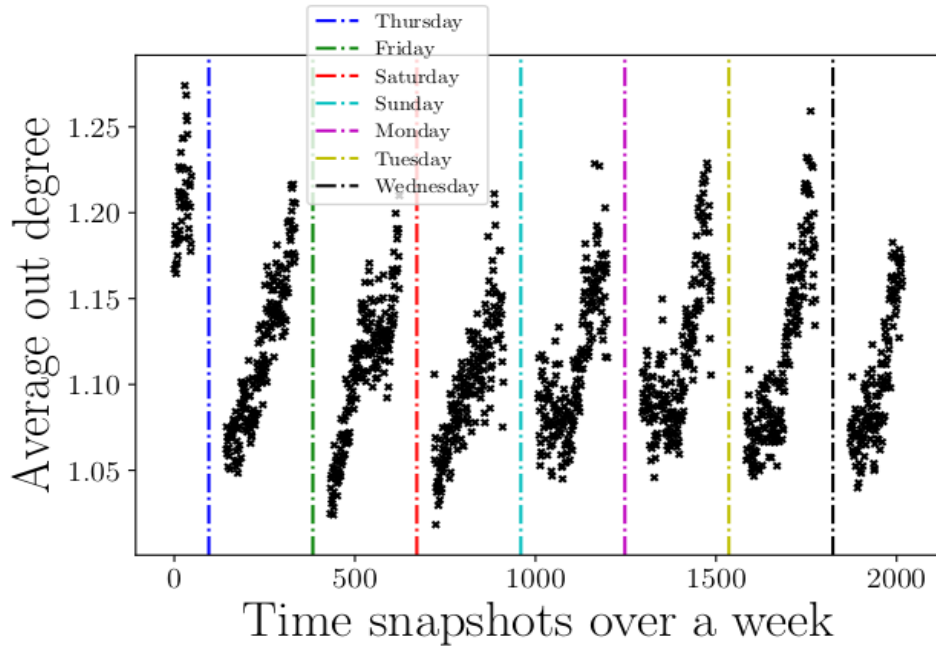 Thursday
Friday
Saturday
Sunday
Monday
Tuesday
Wednesday
Average out degree
1.25
1.20
1.15
1.10
1.05
0 500 1000 1500 2000
Time snapshots over a week